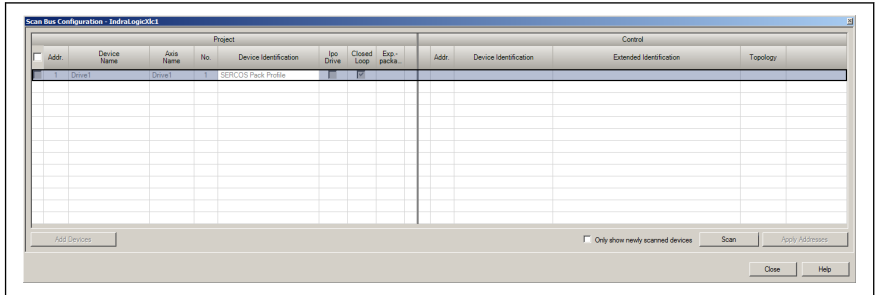 Scan Bus Configuration - IndraLogicXlc1
Project Control
Addr. Device Name Axis Name No. Device Identification Ipo Drive Closed Loop Exp.-packa... Addr. Device Identification Extended Identification Topology
1 Drive1 Drive1 1 SERCOS Pack Profile
Add Devices Only show newly scanned devices Scan Apply Addresses
Close Help